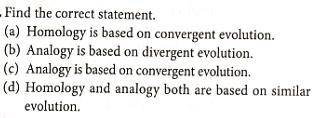 Find the correct statement.
(a) Homology is based on convergent evolution.
(b) Analogy is based on divergent evolution.
(c) Analogy is based on convergent evolution.
(d) Homology and analogy both are based on similar
evolution.